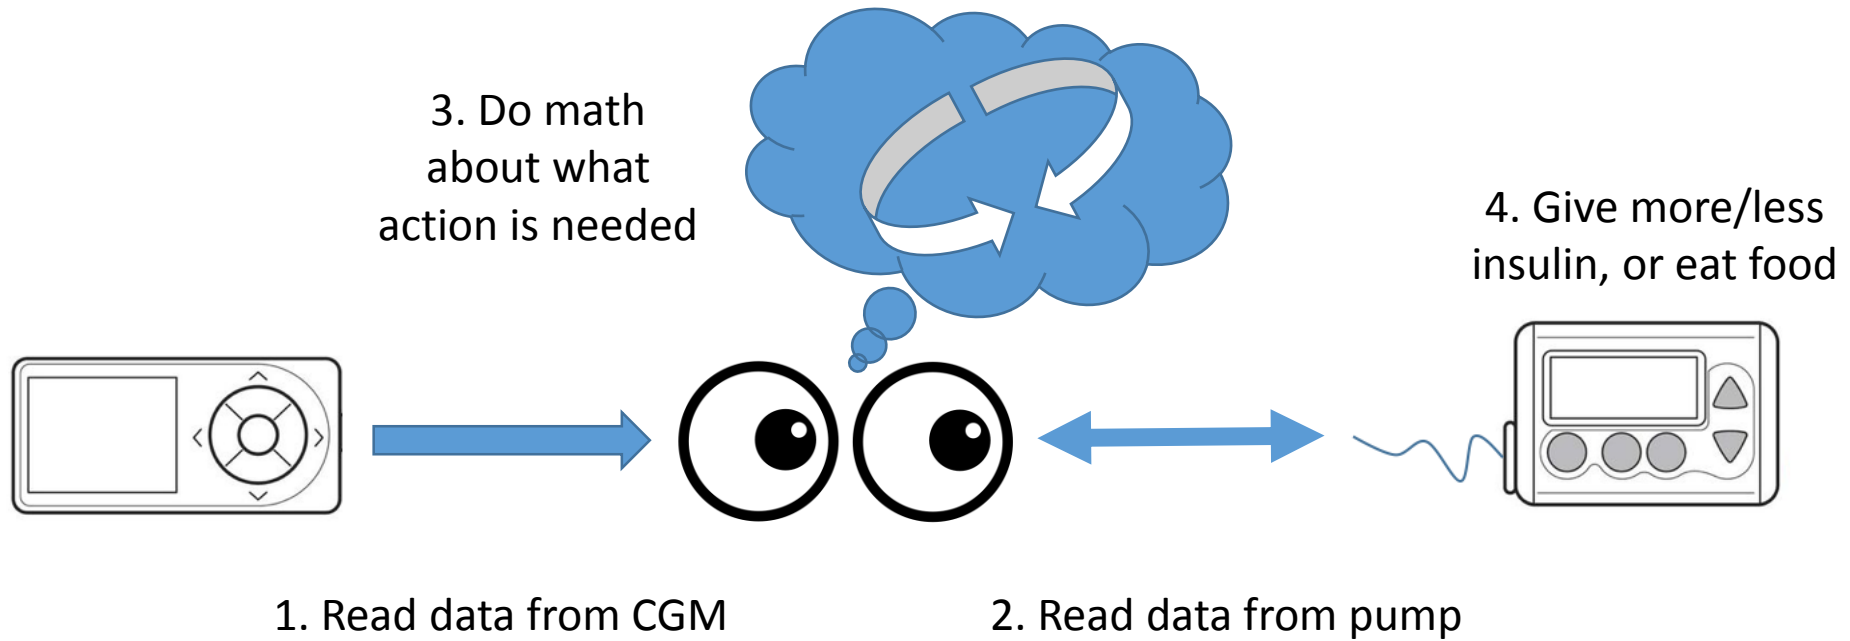 3. Do math
about what
action is needed
4. Give more/less
insulin, or eat food
1. Read data from CGM
2. Read data from pump